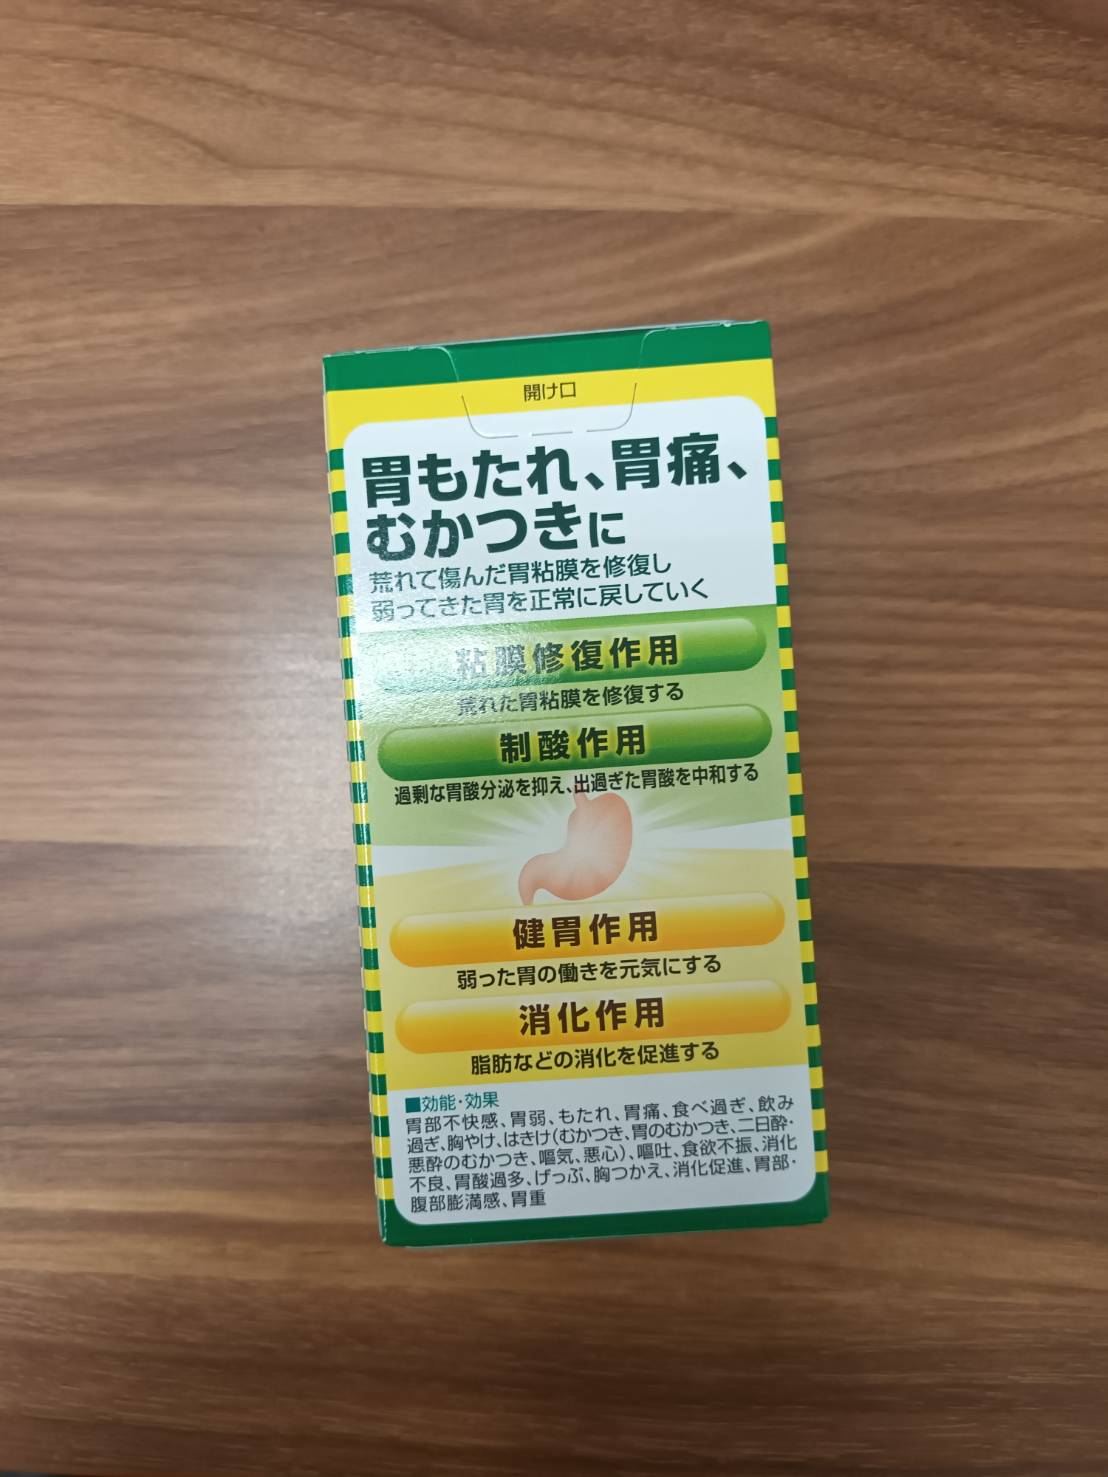 開け口
胃もたれ、胃痛、
むかつきに
荒れて傷んだ胃粘膜を修復し
弱ってきた胃を正常に戻していく
粘膜修復作用
荒れた胃粘膜を修復する
制酸作用
過剰な胃酸分泌を抑え、出過ぎた胃酸を中和する
健胃作用
弱った胃の働きを元気にする
消化作用
脂肪などの消化を促進する
■効能・効果
胃部不快感、胃弱、もたれ、胃痛、食べ過ぎ、飲み
過ぎ、胸やけ、はきけ(むかつき、胃のむかつき、二日酔・
悪酔のむかつき、嘔気、悪心)、嘔吐、食欲不振、消化
不良、胃酸過多、げっぷ、胸つかえ、消化促進、胃部・
腹部膨満感、胃重